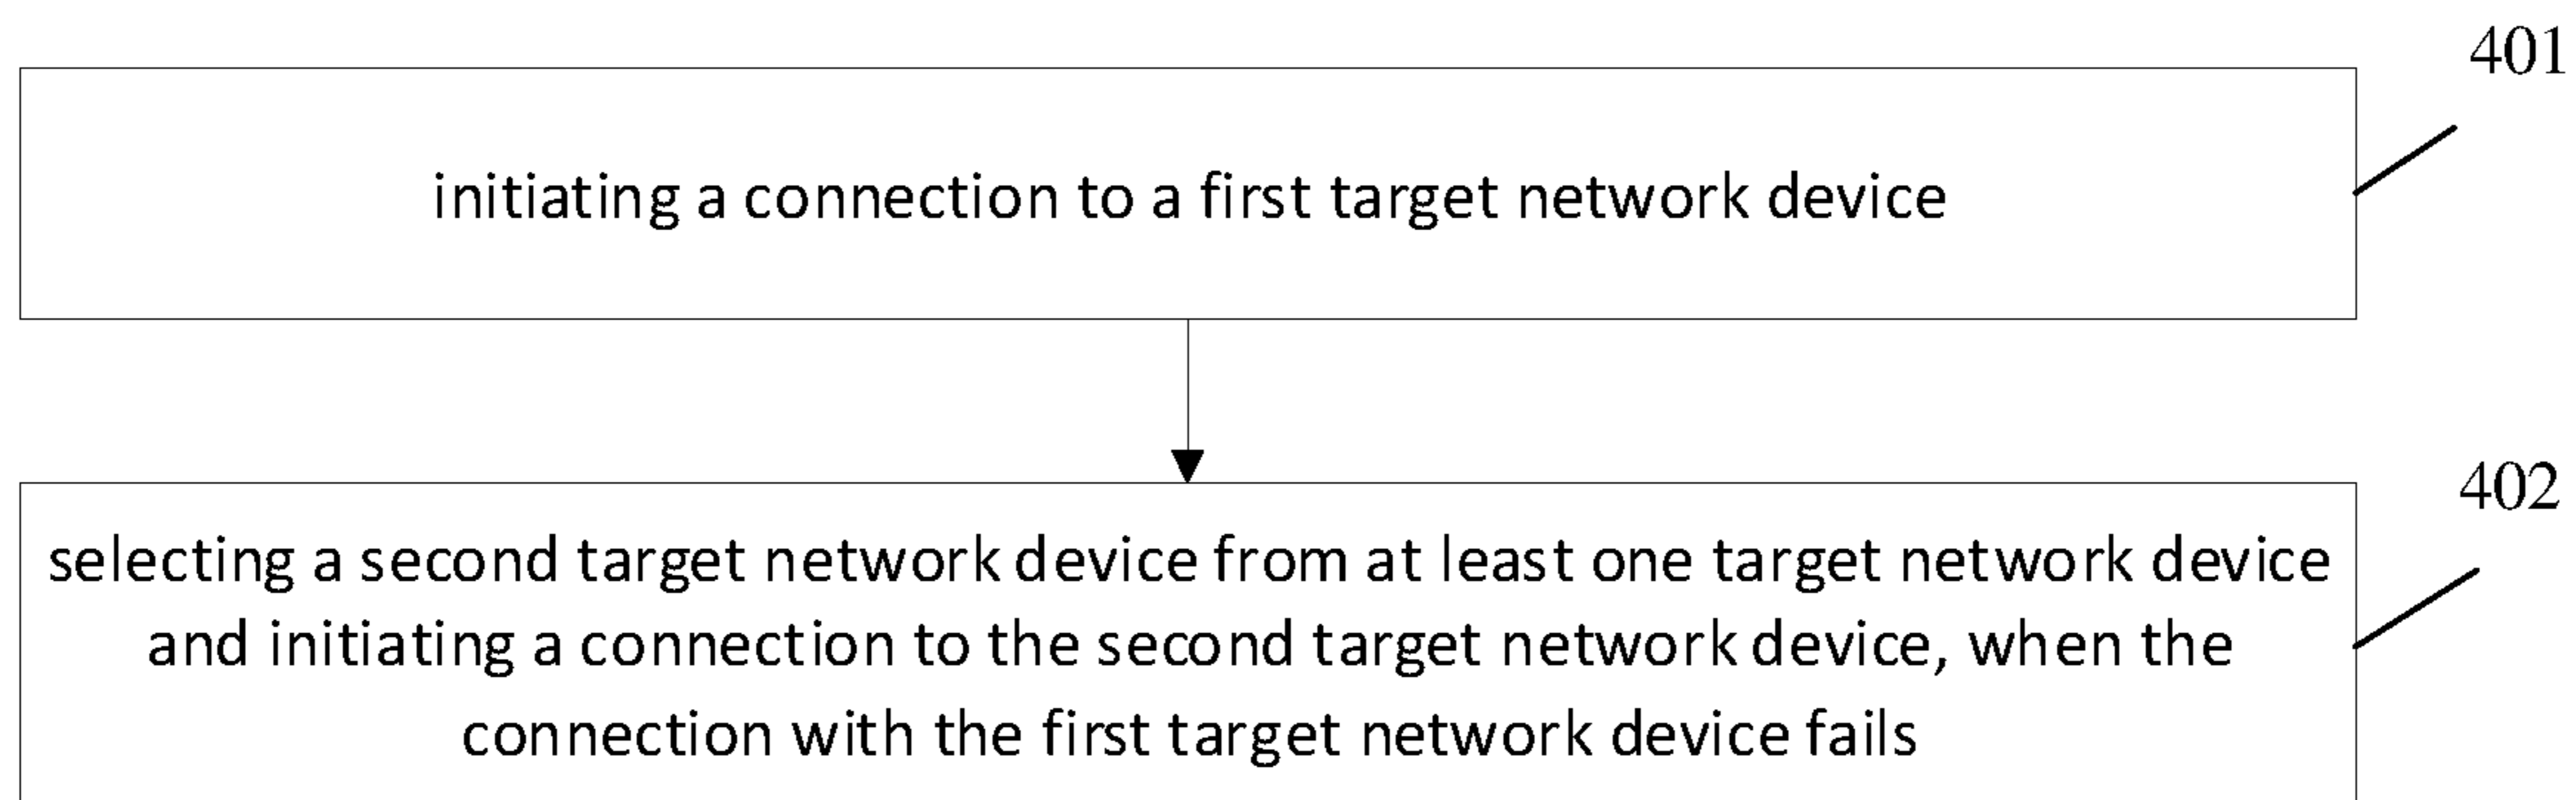 401
initiating a connection to a first target network device
402
selecting a second target network device from at least one target network device
and initiating a connection to the second target network device, when the
connection with the first target network device fails